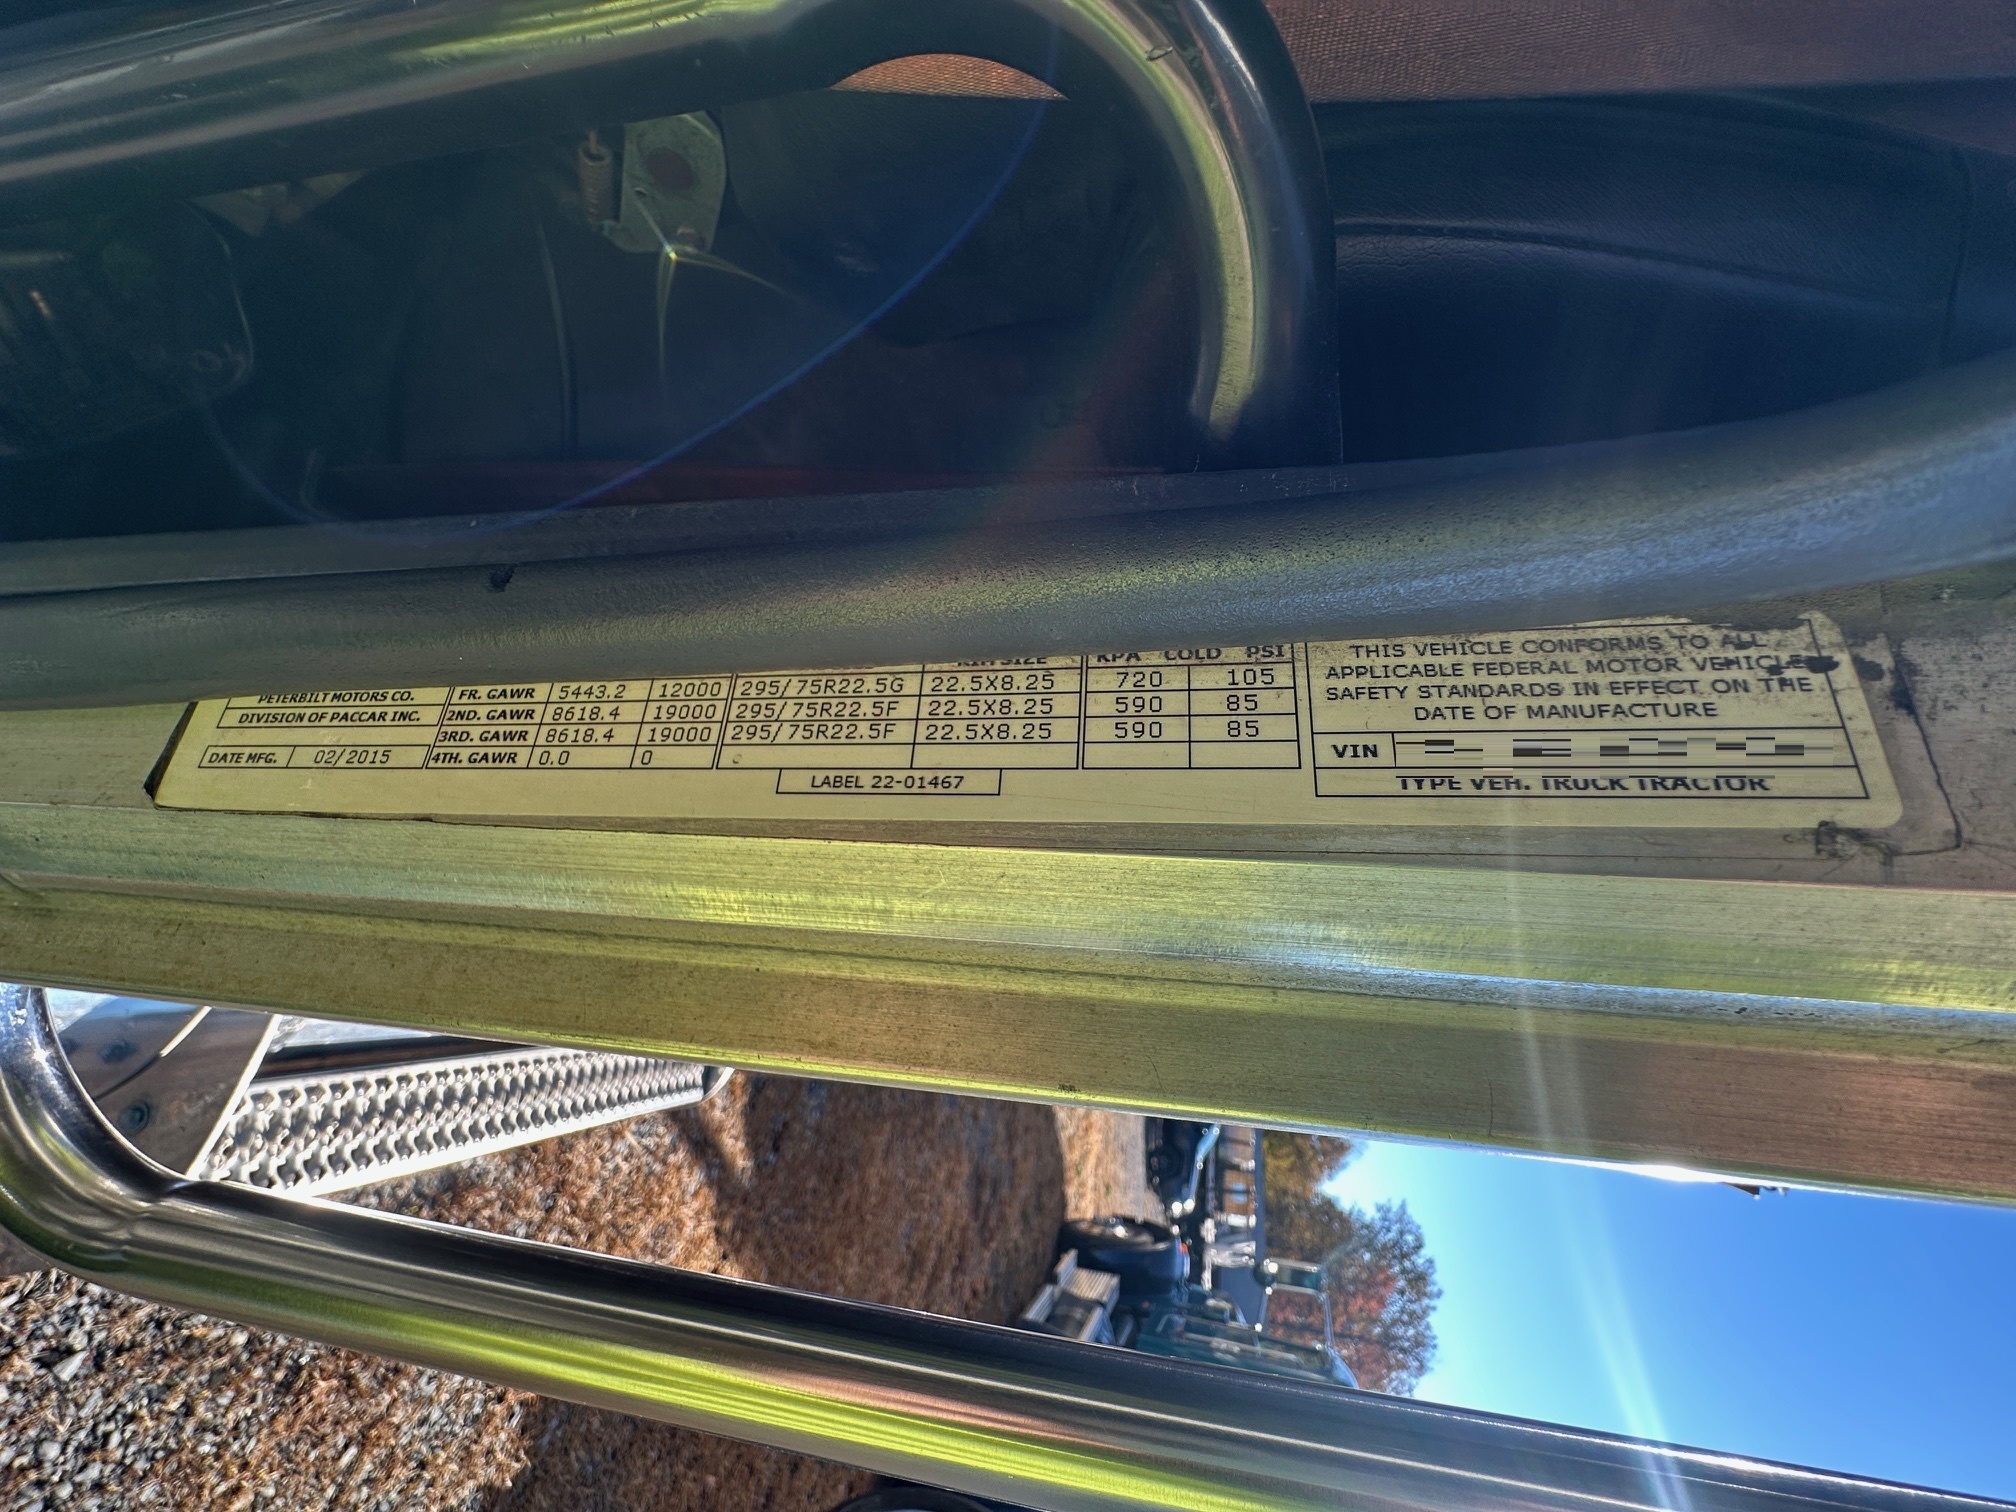 PETERBILT MOTORS CO.
DIVISION OF PACCAR INC.
DATE MFG. 02/2015
FR. GAWR 5443.2 12000 295/75R22.5G 22.5X8.25 720 105
2ND. GAWR 8618.4 19000 295/75R22.5F 22.5X8.25 590 85
3RD. GAWR 8618.4 19000 295/75R22.5F 22.5X8.25 590 85
4TH. GAWR 0.0 0
RIM SIZE
KPA COLD PSI
LABEL 22-01467
THIS VEHICLE CONFORMS TO ALL
APPLICABLE FEDERAL MOTOR VEHICLE
SAFETY STANDARDS IN EFFECT ON THE
DATE OF MANUFACTURE
VIN
TYPE VEH. TRUCK TRACTOR